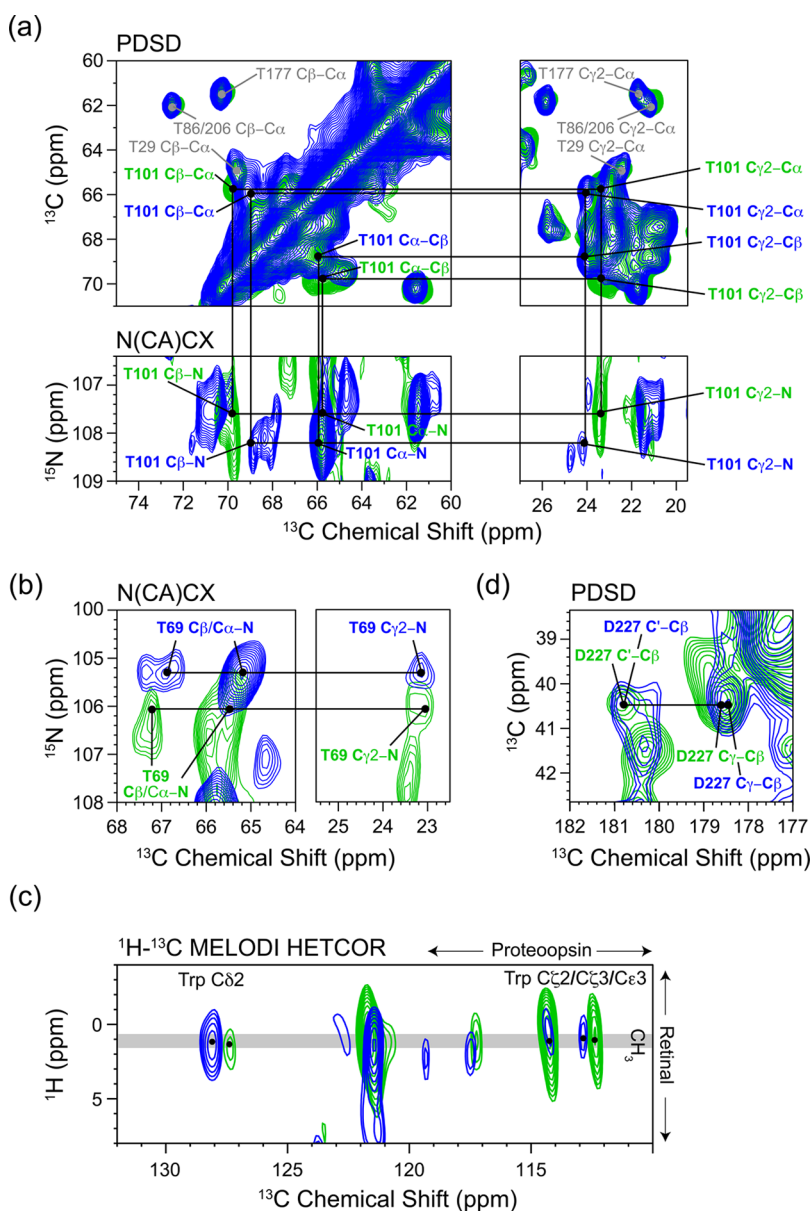 (a)
PDSD
60
62
64
66
68
70
¹³C (ppm)
T177 Cβ–Cα
T86/206 Cβ–Cα
T29 Cβ–Cα
T101 Cβ–Cα
T101 Cβ–Cα
T101 Cα–Cβ
T101 Cα–Cβ
T177 Cγ2–Cα
T86/206 Cγ2–Cα
T29 Cγ2–Cα
T101 Cγ2–Cα
T101 Cγ2–Cα
T101 Cγ2–Cβ
T101 Cγ2–Cβ
N(CA)CX
107
108
109
¹⁵N (ppm)
T101 Cβ–N
T101 Cβ–N
T101 Cα–N
T101 Cα–N
T101 Cγ2–N
T101 Cγ2–N
74 72 70 68 66 64 62 60
26 24 22 20
¹³C Chemical Shift (ppm)
(b)
N(CA)CX
100
102
104
106
108
¹⁵N (ppm)
T69 Cβ/Cα–N
T69
Cβ/Cα–N
T69 Cγ2–N
T69 Cγ2–N
68 67 66 65 64
25 24 23
¹³C Chemical Shift (ppm)
(d)
PDSD
39
40
41
42
¹³C (ppm)
D227 C'–Cβ
D227 C'–Cβ
D227 Cγ–Cβ
D227 Cγ–Cβ
182 181 180 179 178 177
¹³C Chemical Shift (ppm)
(c)
¹H-¹³C MELODI HETCOR
Proteoopsin
Trp Cδ2
Trp Cζ2/Cζ3/Cε3
0
5
¹H (ppm)
CH₃
Retinal
130 125 120 115 110
¹³C Chemical Shift (ppm)